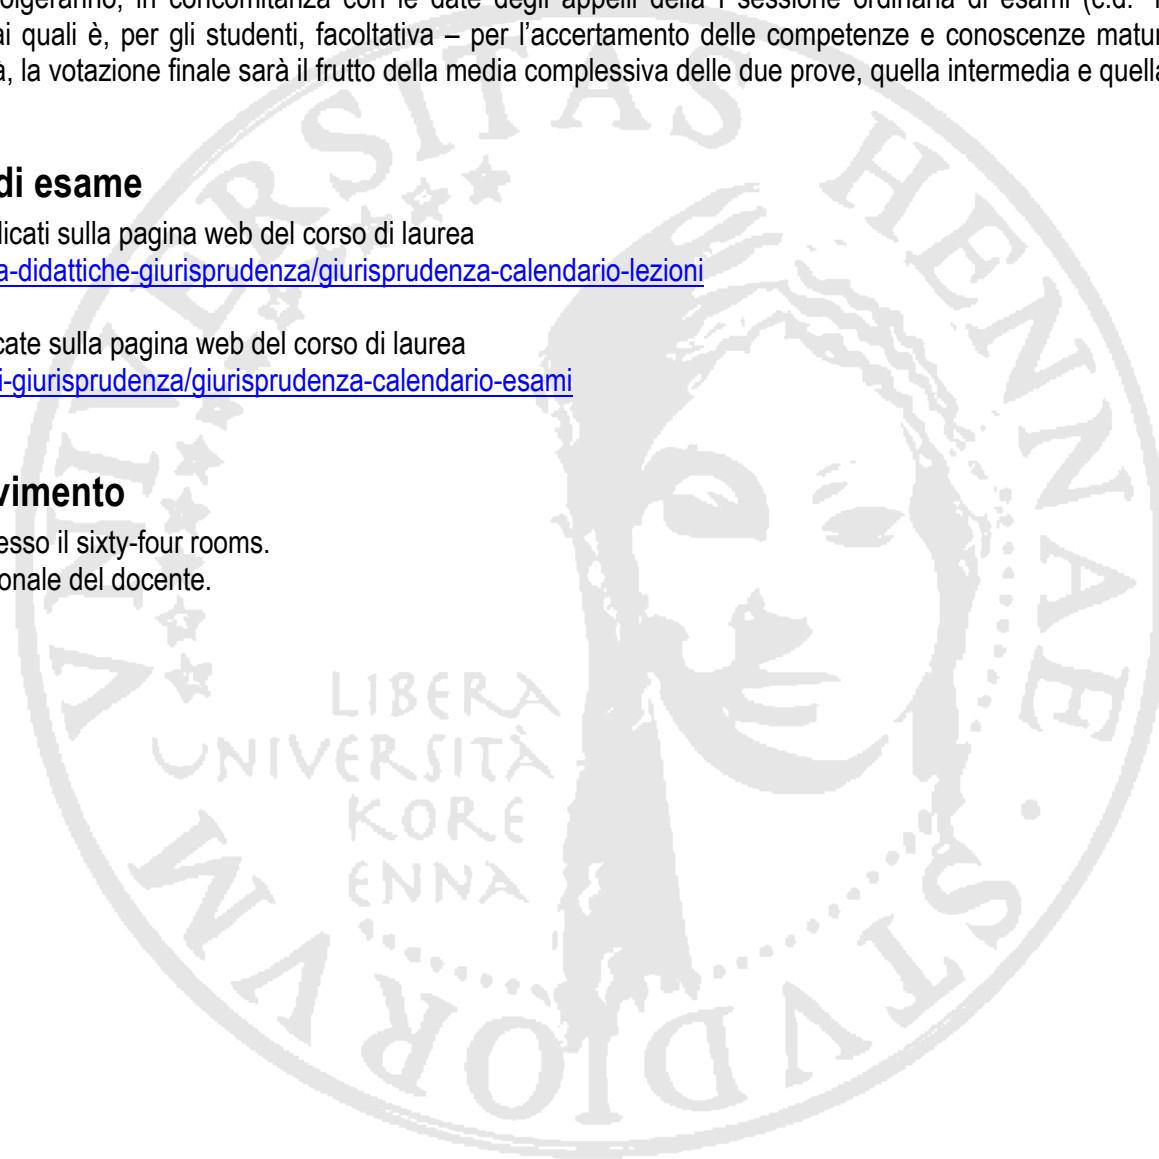 olgeranno, in concomitanza con le date degli appelli della I sessione ordinaria di esami (c.d.
ai quali è, per gli studenti, facoltativa – per l’accertamento delle competenze e conoscenze matur
à, la votazione finale sarà il frutto della media complessiva delle due prove, quella intermedia e quella
di esame
licati sulla pagina web del corso di laurea
a-didattiche-giurisprudenza/giurisprudenza-calendario-lezioni
cate sulla pagina web del corso di laurea
i-giurisprudenza/giurisprudenza-calendario-esami
vimento
esso il sixty-four rooms.
onale del docente.
VNIVERSITAS HENNAE
STVDIORVM
LIBERA
UNIVERSITÀ
KORE
ENNA